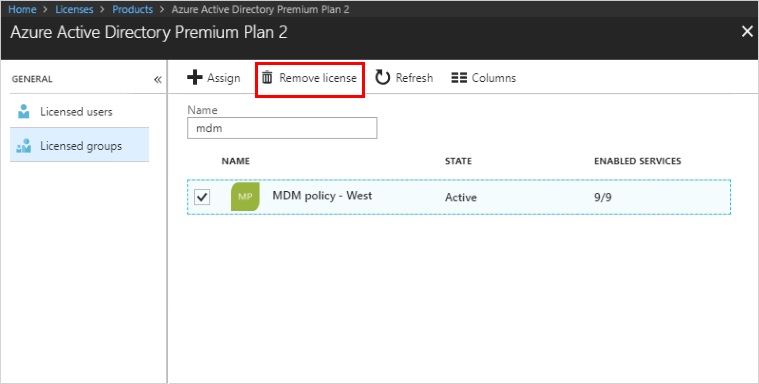 Home > Licenses > Products > Azure Active Directory Premium Plan 2
Azure Active Directory Premium Plan 2
GENERAL
Licensed users
Licensed groups
Assign Remove license Refresh Columns
Name
mdm
NAME STATE ENABLED SERVICES
MP MDM policy - West Active 9/9